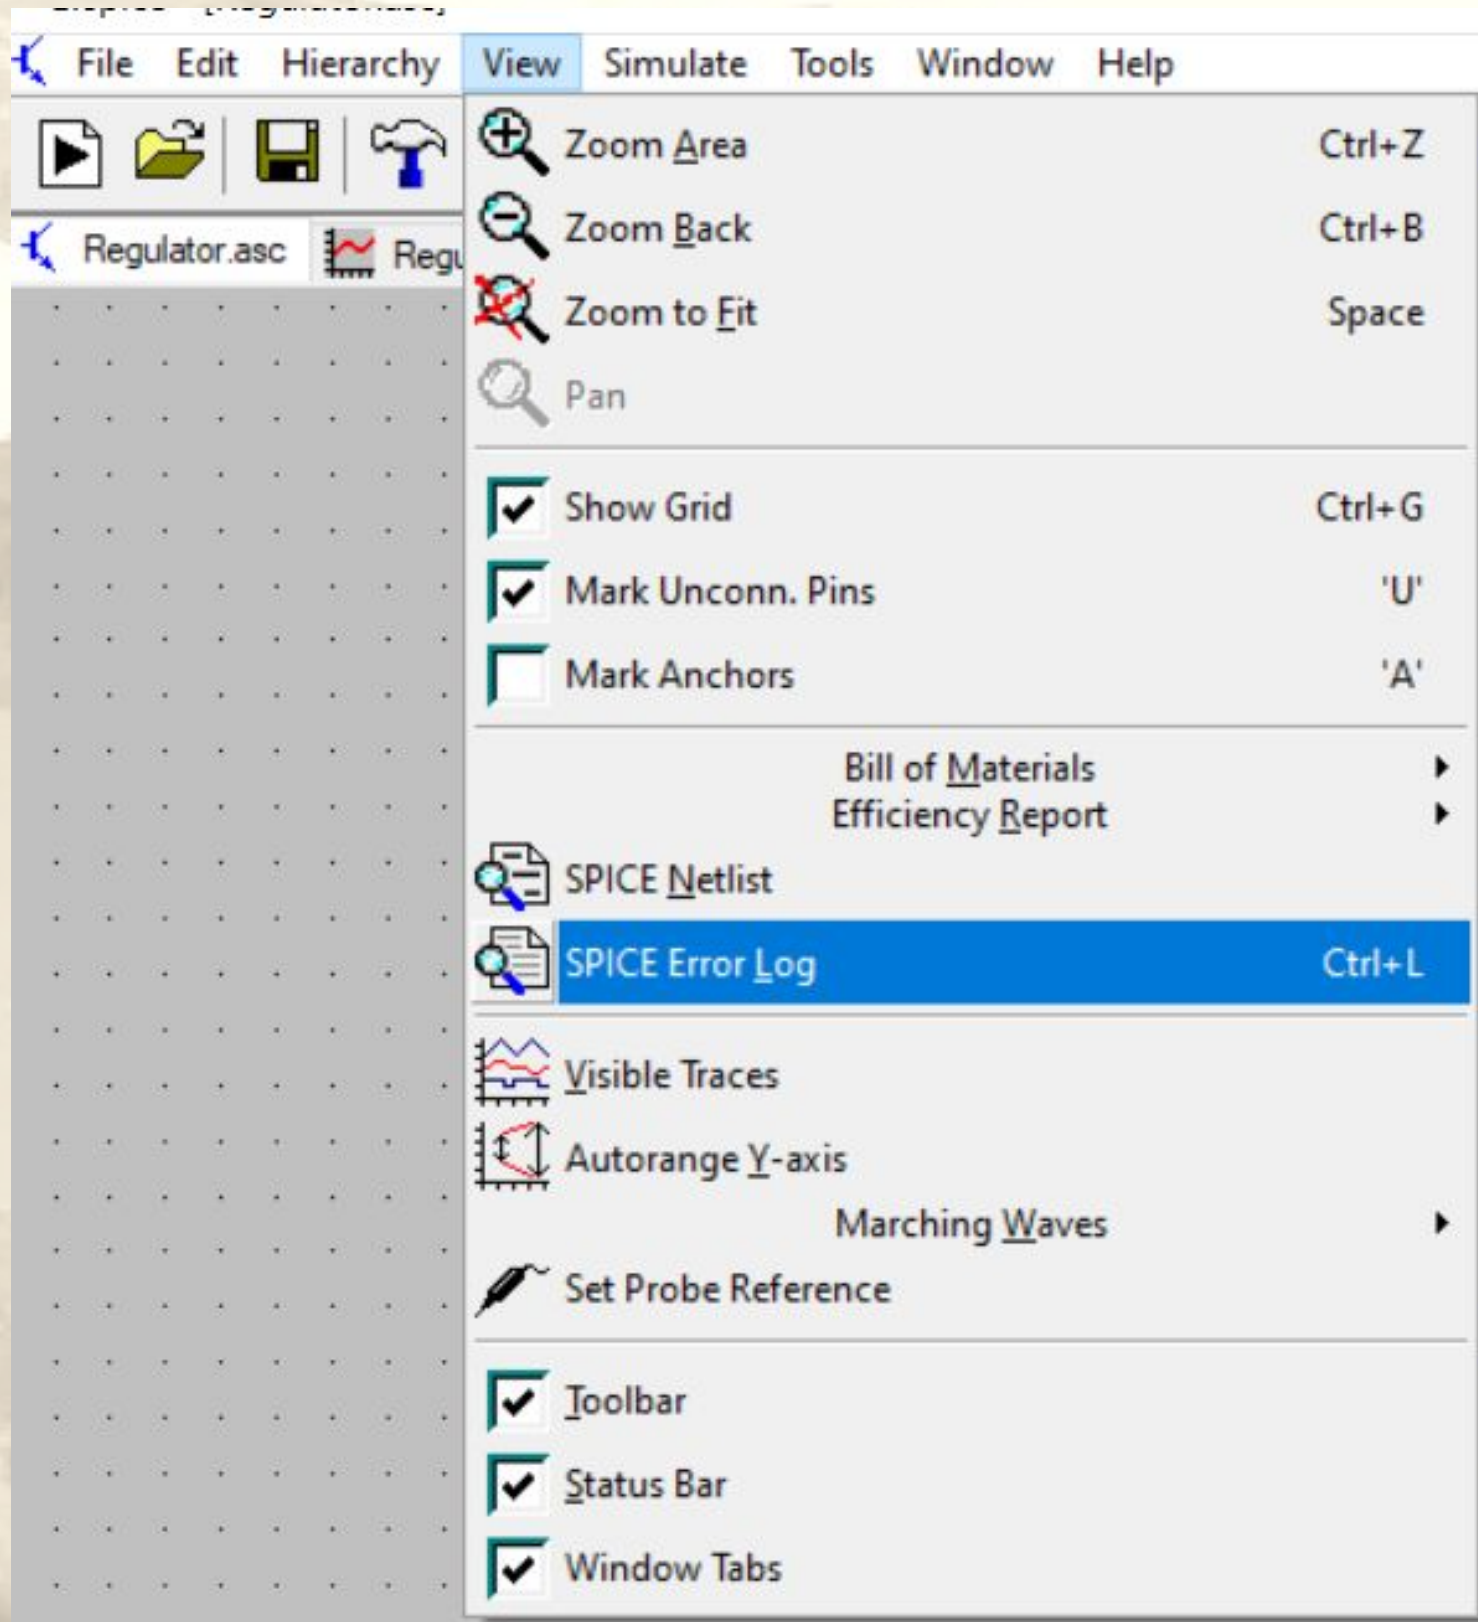 File Edit Hierarchy View Simulate Tools Window Help
Regulator.asc Regu
Zoom Area Ctrl+Z
Zoom Back Ctrl+B
Zoom to Fit Space
Pan
Show Grid Ctrl+G
Mark Unconn. Pins 'U'
Mark Anchors 'A'
Bill of Materials
Efficiency Report
SPICE Netlist
SPICE Error Log Ctrl+L
Visible Traces
Autorange Y-axis
Marching Waves
Set Probe Reference
Toolbar
Status Bar
Window Tabs